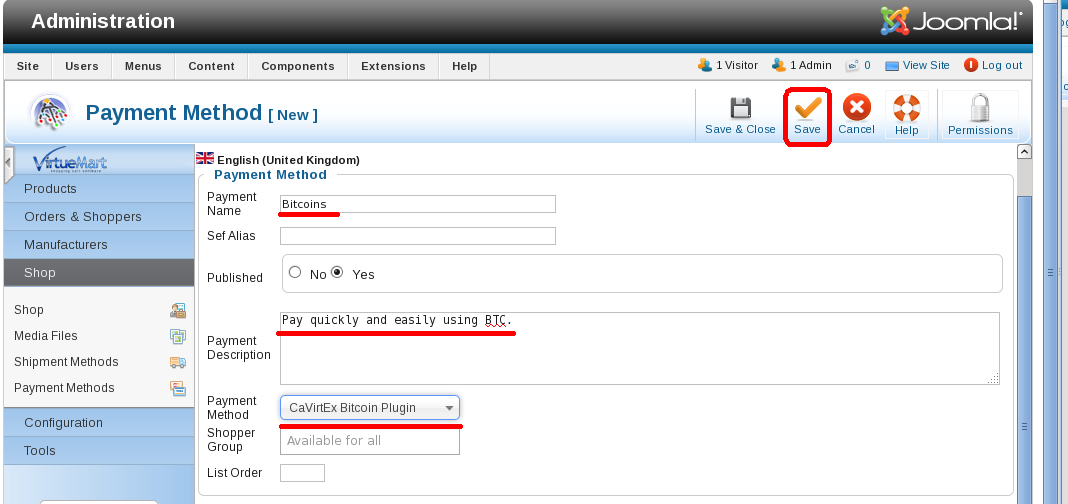 Administration
Joomla!
Site Users Menus Content Components Extensions Help
1 Visitor 1 Admin 0 View Site Log out
Payment Method [ New ]
Save & Close Save Cancel Help Permissions
VirtueMart
Products
Orders & Shoppers
Manufacturers
Shop
Shop
Media Files
Shipment Methods
Payment Methods
Configuration
Tools
English (United Kingdom)
Payment Method
Payment
Name
Bitcoins
Sef Alias
Published
No Yes
Payment
Description
Pay quickly and easily using BTC.
Payment
Method
CaVirtEx Bitcoin Plugin
Shopper
Group
Available for all
List Order